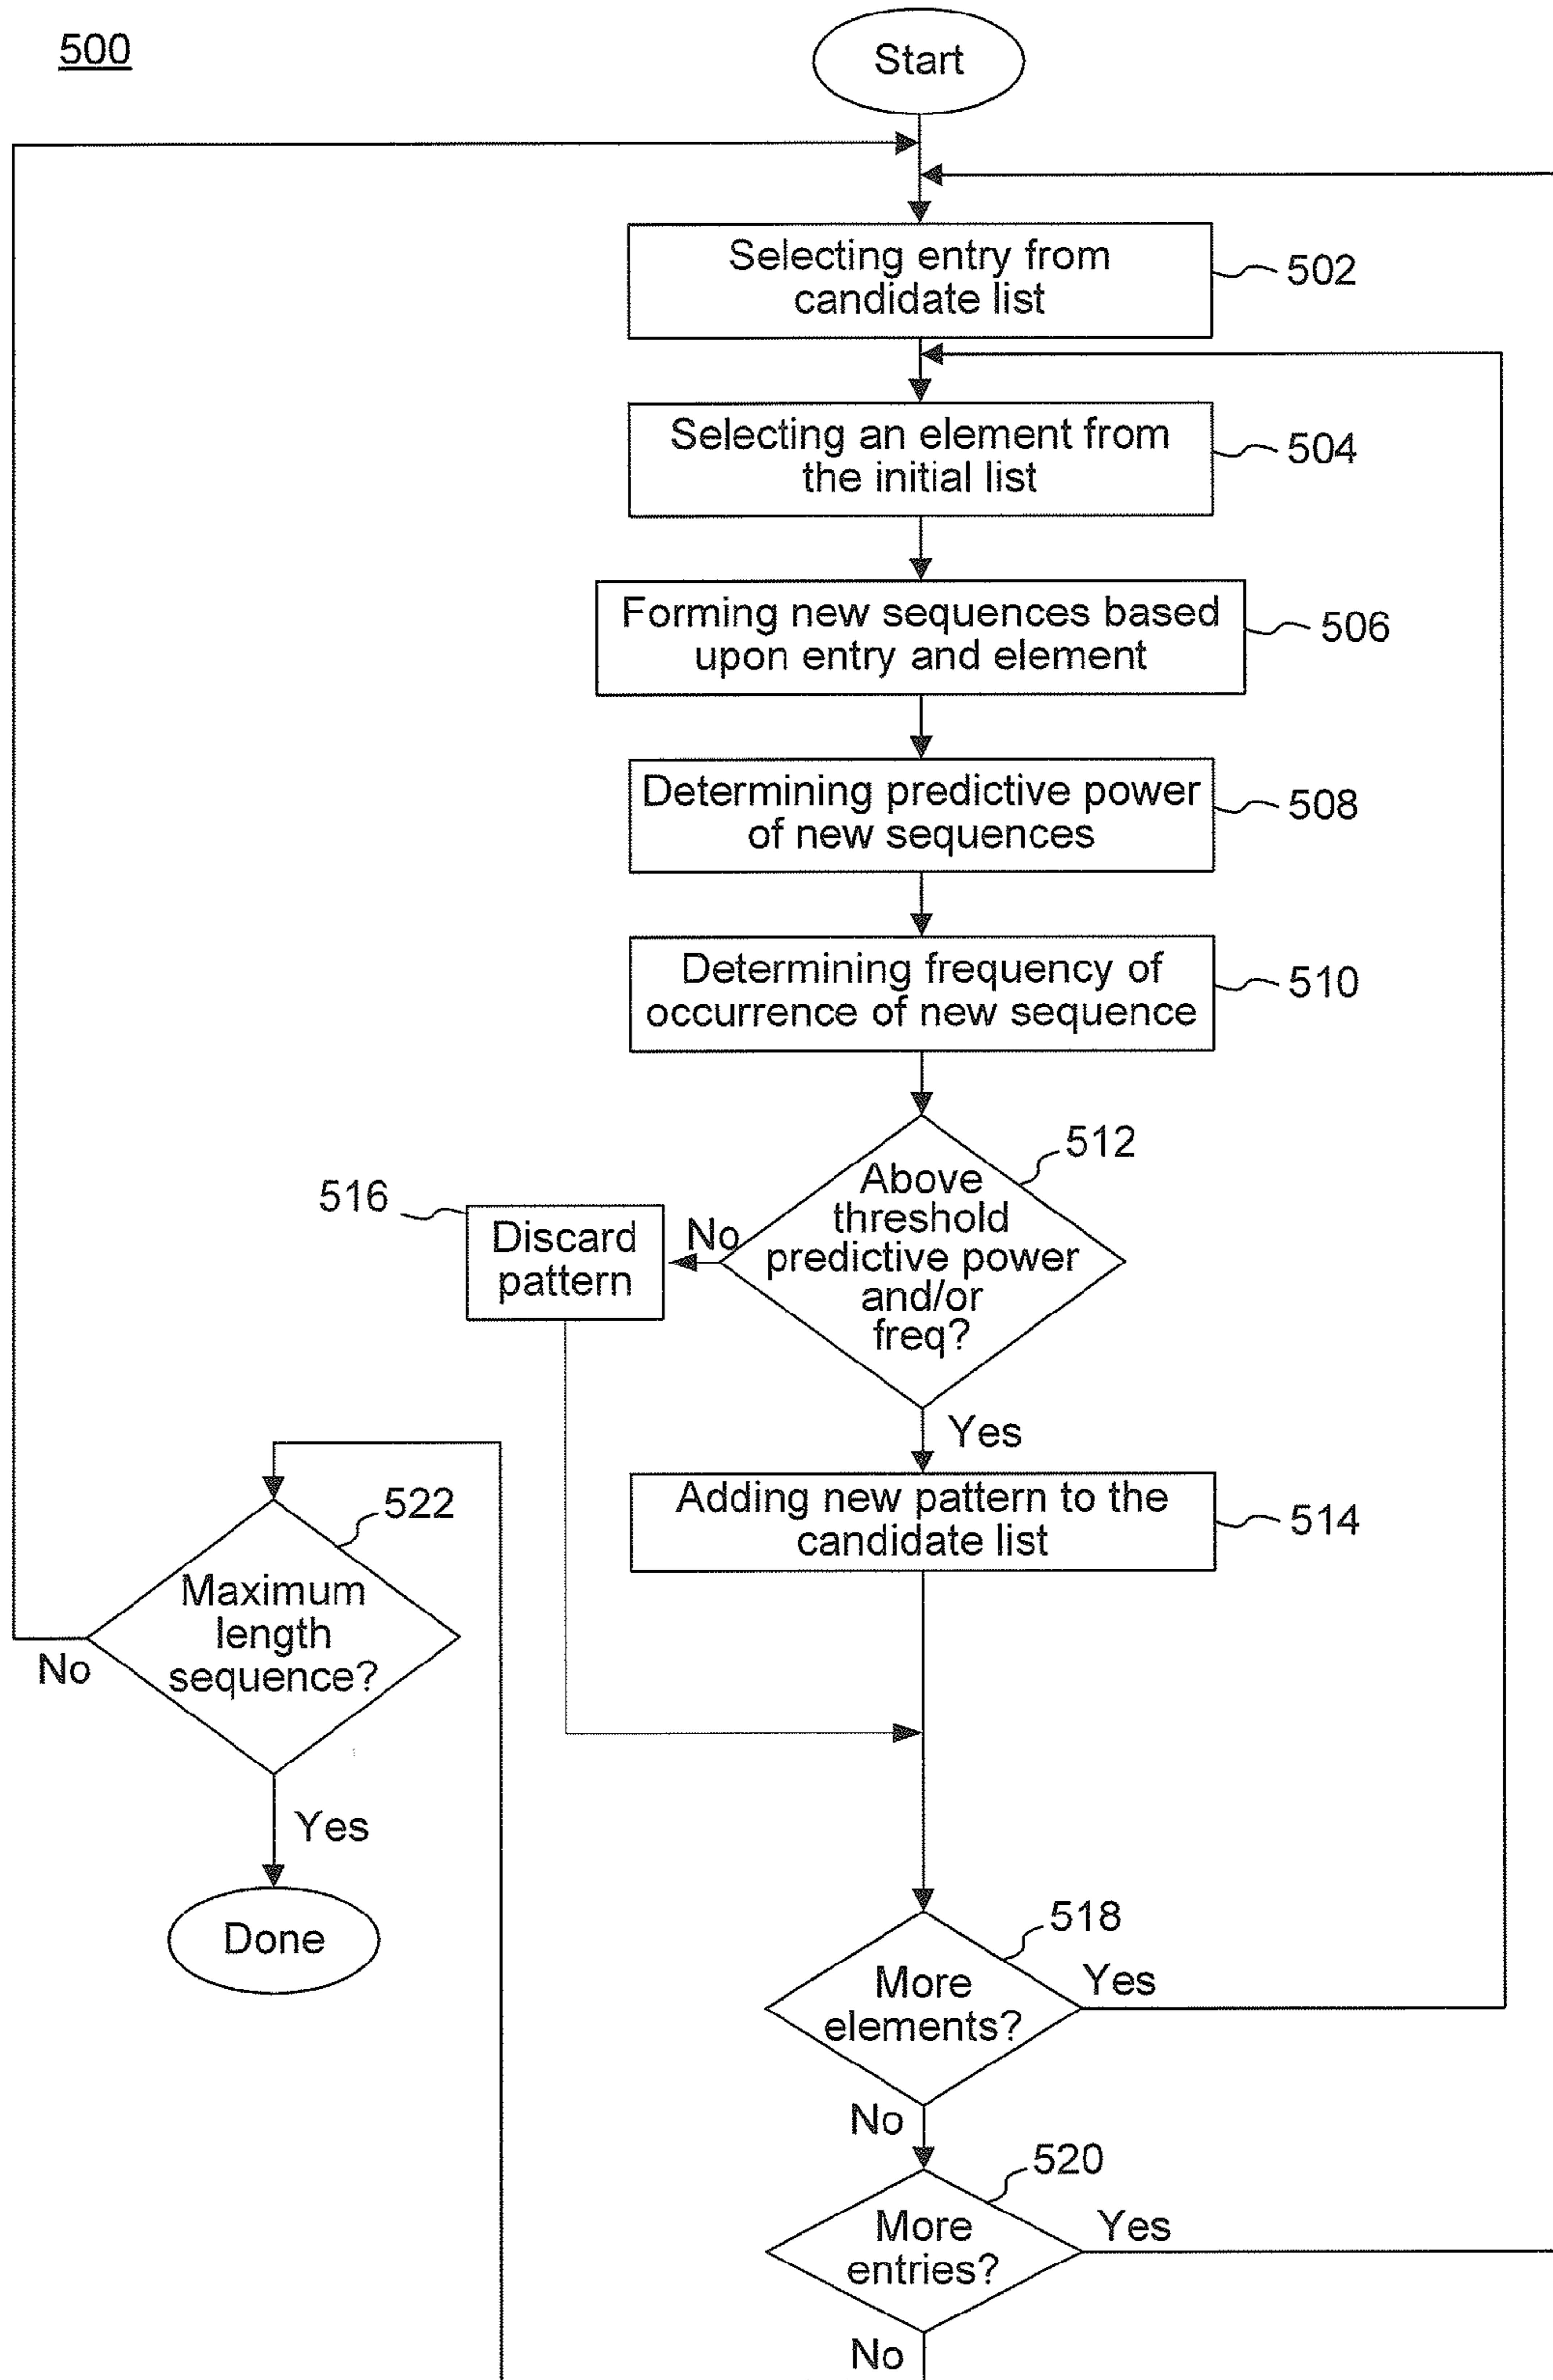 500
Start
Selecting entry from
candidate list
502
Selecting an element from
the initial list
504
Forming new sequences based
upon entry and element
506
Determining predictive power
of new sequences
508
Determining frequency of
occurrence of new sequence
510
512
Above
threshold
predictive power
and/or
freq?
516
Discard
pattern
No
Yes
Adding new pattern to the
candidate list
514
522
Maximum
length
sequence?
No
Yes
Done
518
More
elements?
Yes
No
520
More
entries?
Yes
No